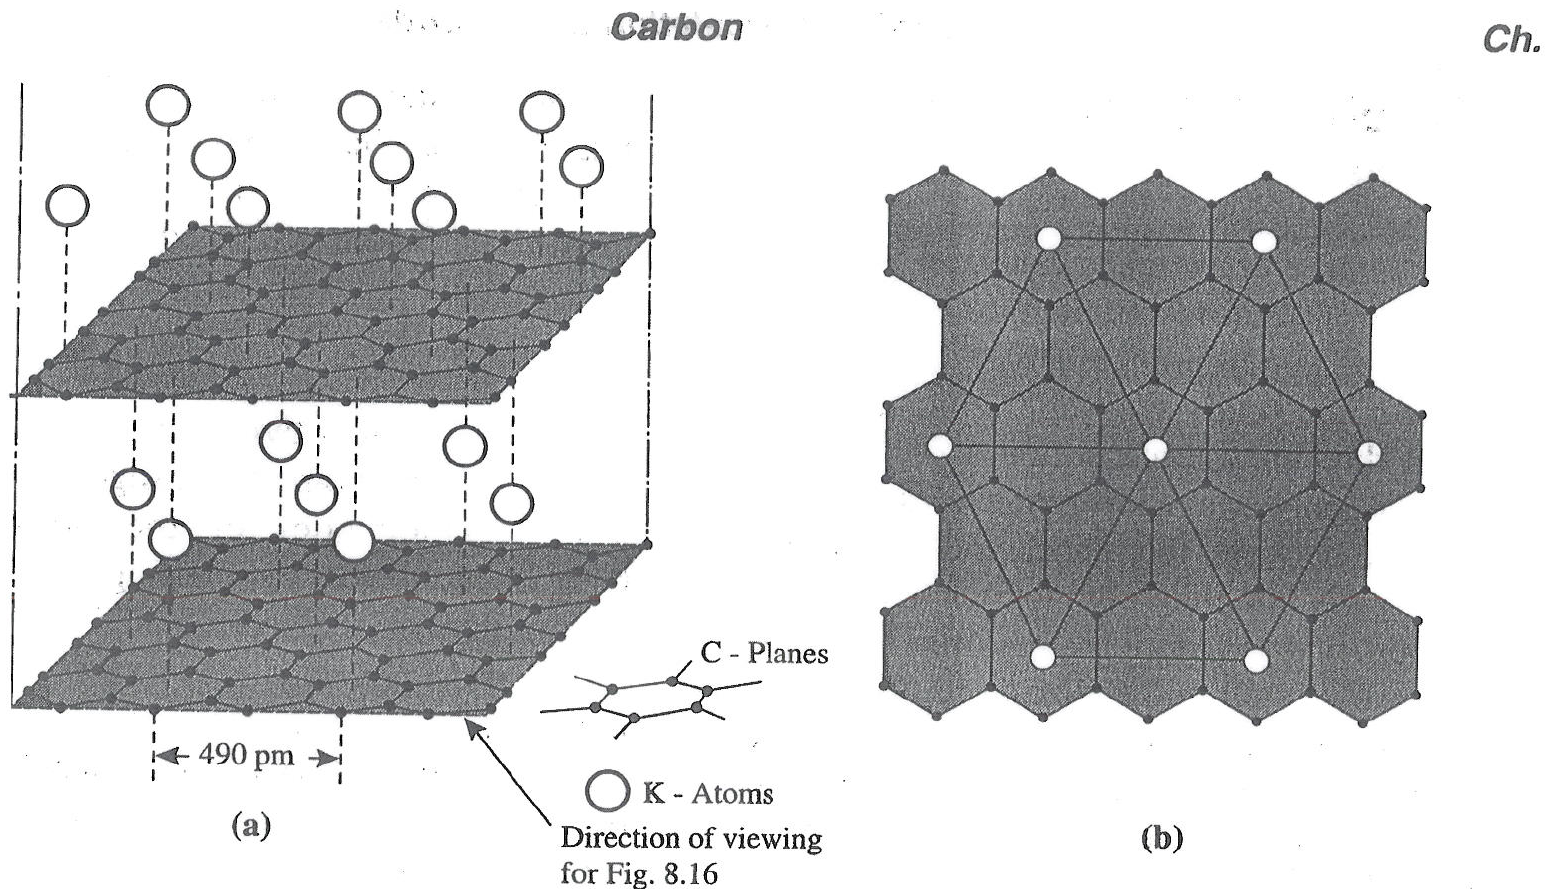 Carbon
Ch.
C - Planes
490 pm
K - Atoms
Direction of viewing
for Fig. 8.16
(a)
(b)